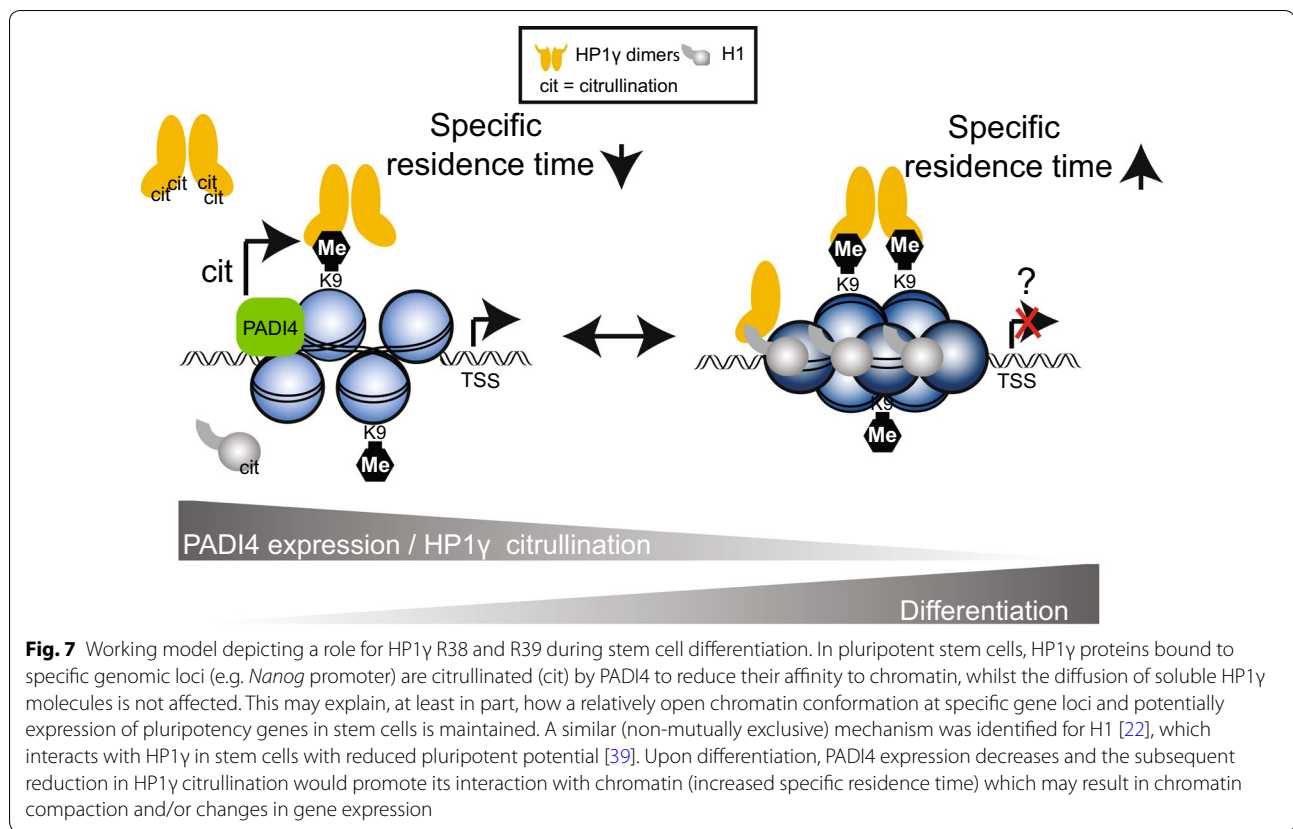 HP1γ dimers H1
cit = citrullination
Specific
residence time
Specific
residence time
cit
cit
cit
cit
Me
K9
cit
PADI4
TSS
K9
Me
cit
Me
Me
K9
K9
?
TSS
K9
Me
PADI4 expression / HP1γ citrullination
Differentiation
Fig. 7 Working model depicting a role for HP1γ R38 and R39 during stem cell differentiation. In pluripotent stem cells, HP1γ proteins bound to
specific genomic loci (e.g. Nanog promoter) are citrullinated (cit) by PADI4 to reduce their affinity to chromatin, whilst the diffusion of soluble HP1γ
molecules is not affected. This may explain, at least in part, how a relatively open chromatin conformation at specific gene loci and potentially
expression of pluripotency genes in stem cells is maintained. A similar (non-mutually exclusive) mechanism was identified for H1 [22], which
interacts with HP1γ in stem cells with reduced pluripotent potential [39]. Upon differentiation, PADI4 expression decreases and the subsequent
reduction in HP1γ citrullination would promote its interaction with chromatin (increased specific residence time) which may result in chromatin
compaction and/or changes in gene expression